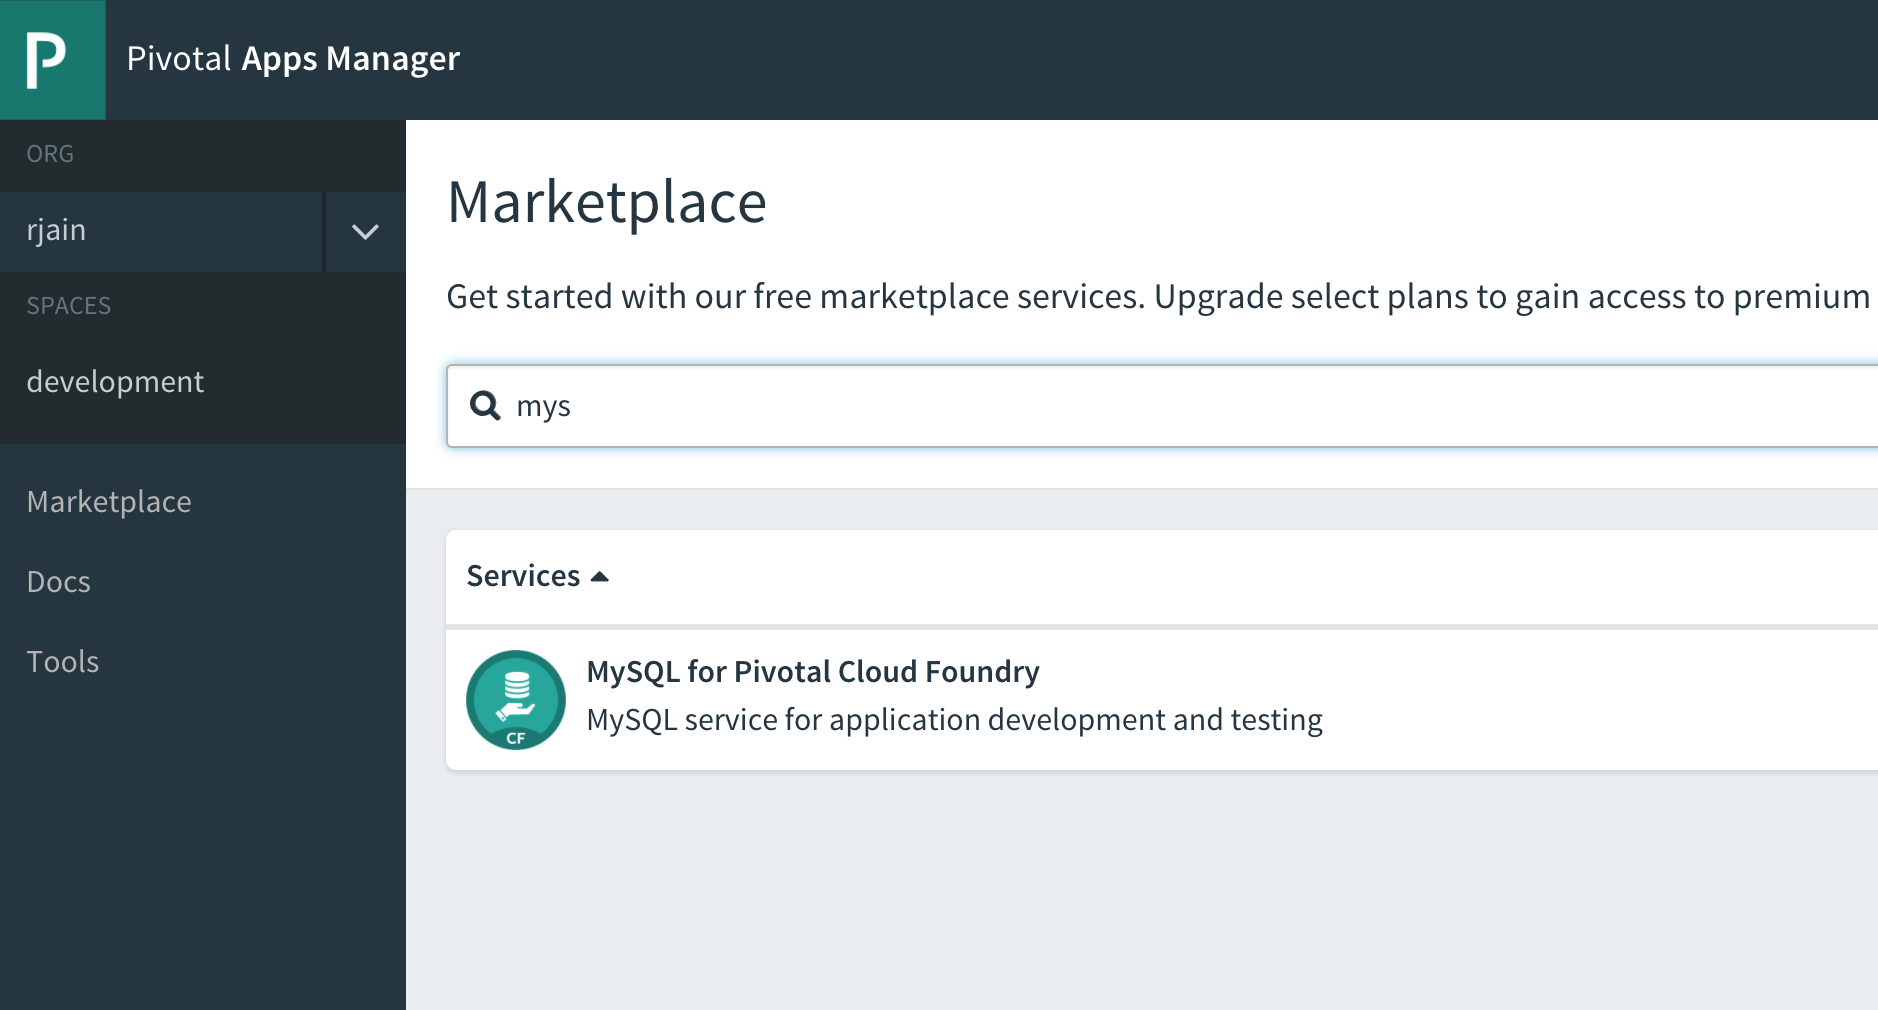 P
Pivotal Apps Manager
ORG
rjain
SPACES
development
Marketplace
Docs
Tools
Marketplace
Get started with our free marketplace services. Upgrade select plans to gain access to premium
mys
Services
MySQL for Pivotal Cloud Foundry
MySQL service for application development and testing
CF